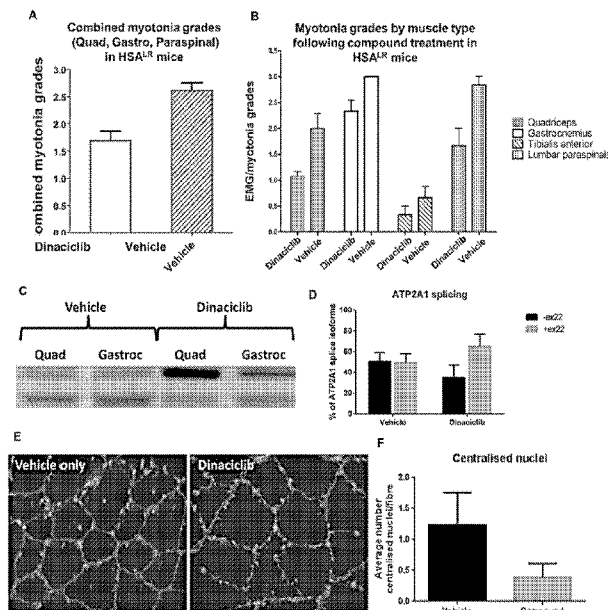 A
Combined myotonia grades
(Quad, Gastro, Paraspinal)
in HSALR mice
ombined myotonia grades
3.0
2.5
2.0
1.5
1.0
0.5
0.0
Dinaciclib
Vehicle
Vehicle
B
Myotonia grades by muscle type
following compound treatment in
HSALR mice
EMG/myotonia grades
3.0
2.5
2.0
1.5
1.0
0.5
0.0
Dinaciclib
Vehicle
Dinaciclib
Vehicle
Dinaciclib
Vehicle
Dinaciclib
Vehicle
Quadriceps
Gastrocnemius
Tibialis anterior
Lumbar paraspinals
C
Vehicle
Dinaciclib
Quad
Gastroc
Quad
Gastroc
D
ATP2A1 splicing
% of ATP2A1 splice isoforms
100
80
60
40
20
0
Vehicle
Dinaciclib
-ex22
+ex22
E
Vehicle only
Dinaciclib
F
Centralised nuclei
Average number
centralised nuclei/fibre
2.0
1.5
1.0
0.5
0.0
Vehicle
Compound